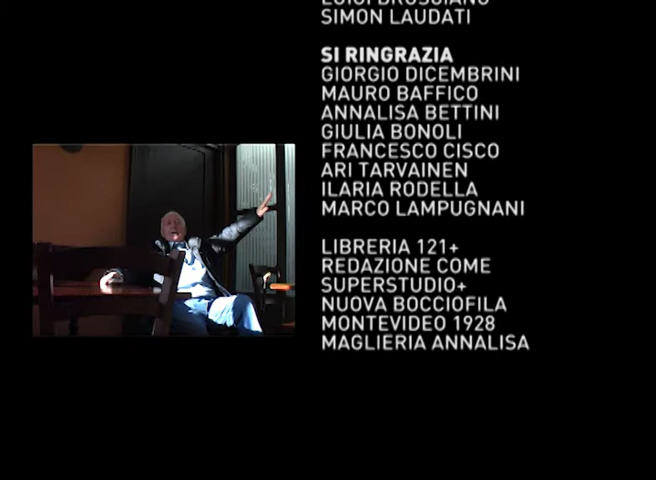 SIMON LAUDATI
SI RINGRAZIA
GIORGIO DICEMBRINI
MAURO BAFFICO
ANNALISA BETTINI
GIULIA BONOLI
FRANCESCO CISCO
ARI TARVAINEN
ILARIA RODELLA
MARCO LAMPUGNANI
LIBRERIA 121+
REDAZIONE COME
SUPERSTUDIO+
NUOVA BOCCIOFILA
MONTEVIDEO 1928
MAGLIERIA ANNALISA